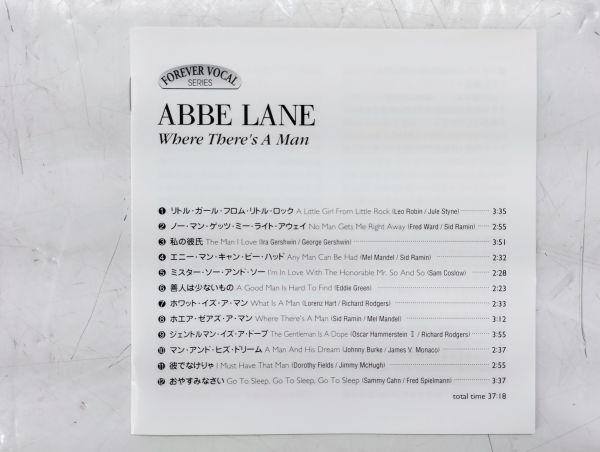 FOREVER VOCAL
SERIES
ABBE LANE
Where There's A Man
❶ リトル・ガール・フロム・リトル・ロック A Little Girl From Little Rock (Leo Robin / Jule Styne) 3:35
❷ ノー・マン・ゲッツ・ミー・ライト・アウェイ No Man Gets Me Right Away (Fred Ward / Sid Ramin) 2:55
❸ 私の彼氏 The Man I Love (Ira Gershwin / George Gershwin) 3:51
❹ エニー・マン・キャン・ビー・ハッド Any Man Can Be Had (Mel Mandel / Sid Ramin) 2:35
❺ ミスター・ソー・アンド・ソー I'm In Love With The Honorable Mr. So And So (Sam Coslow) 2:28
❻ 善人は少ないもの A Good Man Is Hard To Find (Eddie Green) 2:23
❼ ホワット・イズ・ア・マン What Is A Man (Lorenz Hart / Richard Rodgers) 2:33
❽ ホエア・ゼアズ・ア・マン Where There's A Man (Sid Ramin / Mel Mandel) 3:12
❾ ジェントルマン・イズ・ア・ドープ The Gentleman Is A Dope (Oscar Hammerstein Ⅰ / Richard Rodgers) 3:55
❿ マン・アンド・ヒズ・ドリーム A Man And His Dream (Johnny Burke / James V. Monaco) 2:37
⓫ 彼でなけりゃ I Must Have That Man (Dorothy Fields / Jimmy McHugh) 2:55
⓬ おやすみなさい Go To Sleep, Go To Sleep, Go To Sleep (Sammy Cahn / Fred Spielmann) 3:37
total time 37:18